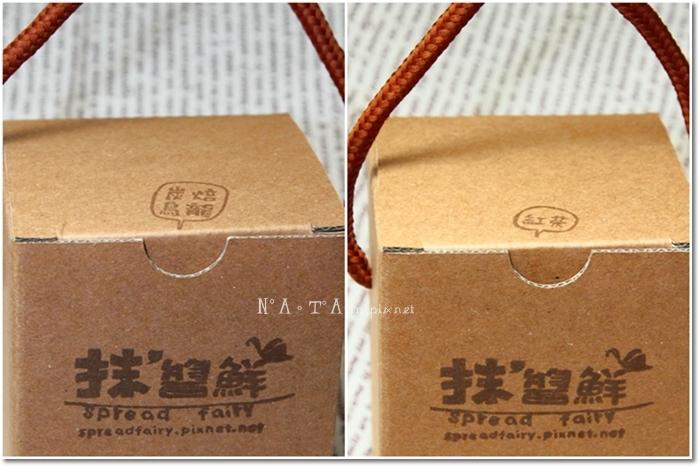 炭焙
烏龍
抹醬鮮
spread fairy
spreadfairy.pixnet.net
紅茶
抹醬鮮
spread fairy
spreadfairy.pixnet.net
N°A。T°A